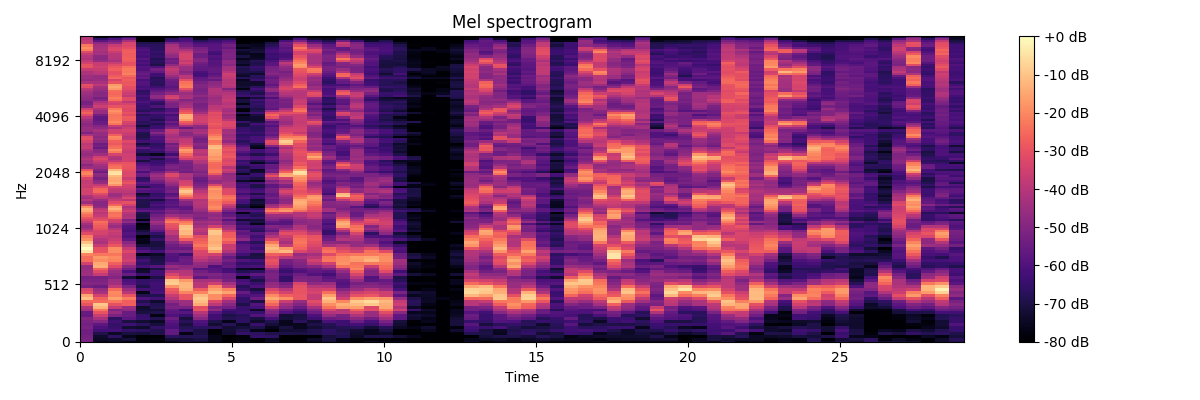 Mel spectrogram
+0 dB
8192
-10 dB
-20 dB
4096
-30 dB
2048
-40 dB
Hz
1024
-50 dB
-60 dB
512
-70 dB
0
-80 dB
0 5 10 15 20 25
Time